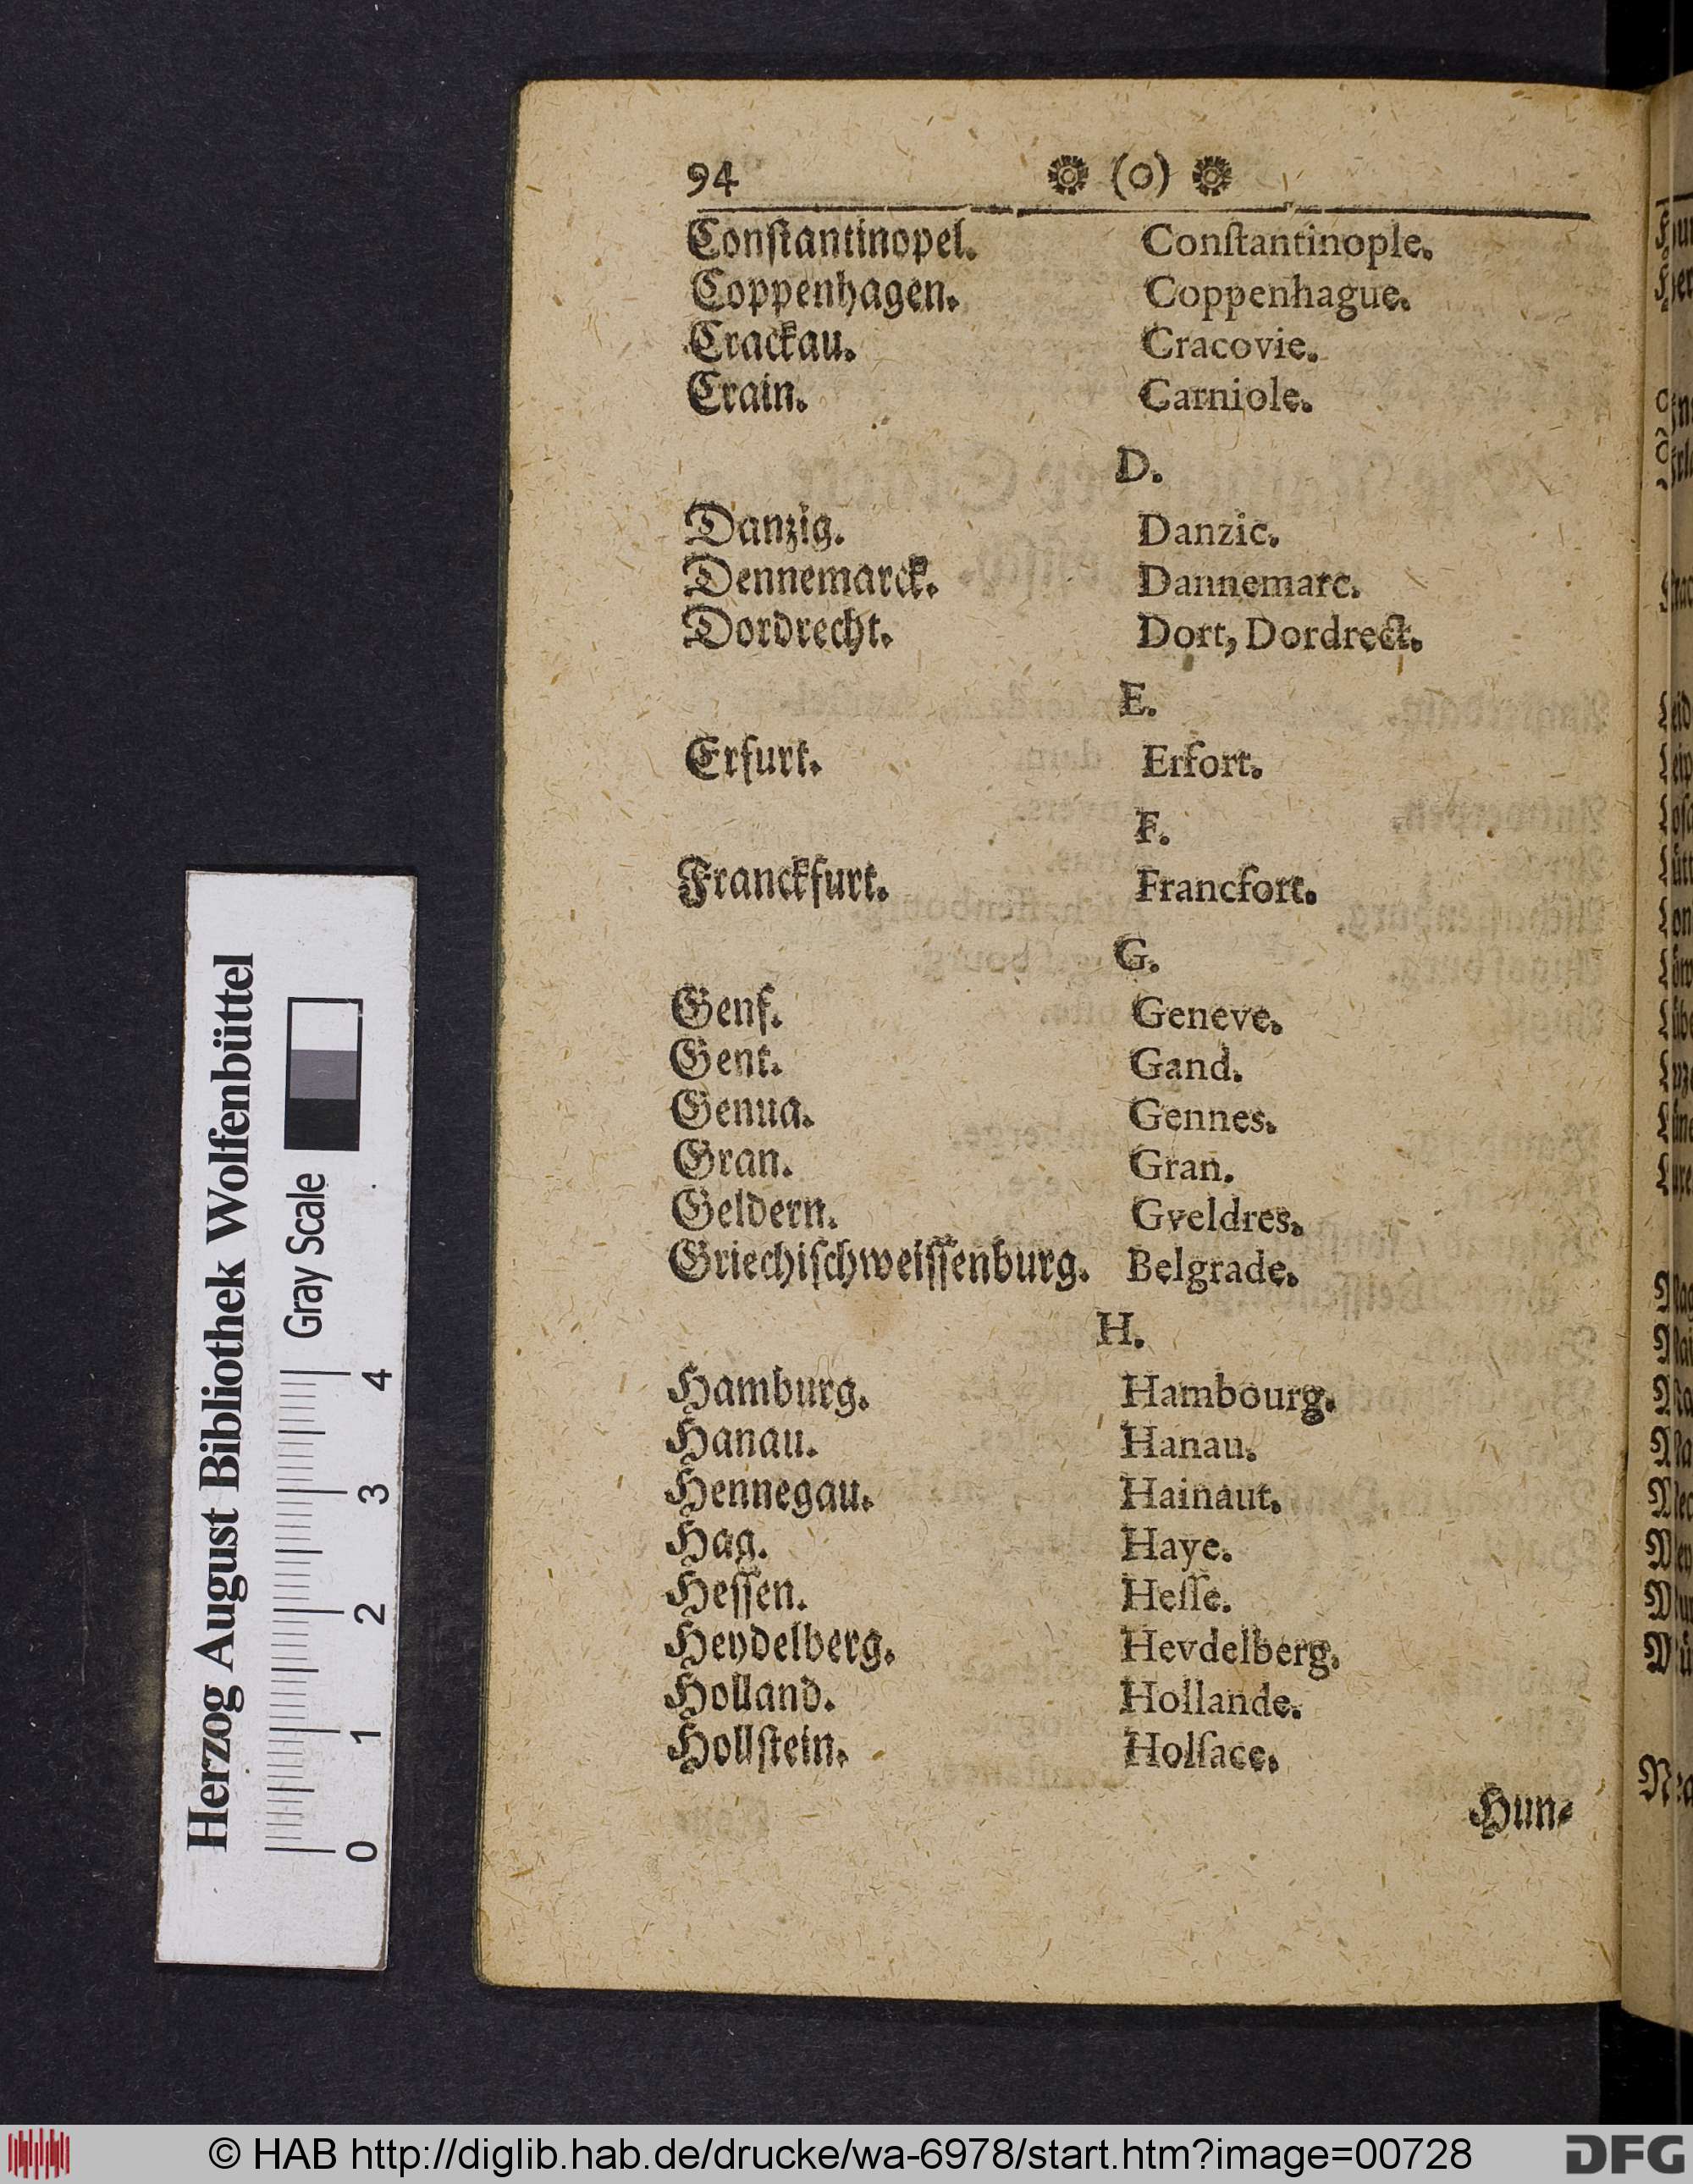 94 (o)
Conſtantinopel. Conſtantinople.
Coppenhagen. Coppenhague.
Crackau. Cracovie.
Crain. Carniole.
D.
Danzig. Danzic.
Dennemarck. Dannemarc.
Dordrecht. Dort, Dordrect.
E.
Erfurt. Erfort.
F.
Franckfurt. Francfort.
G.
Genf. Geneve.
Gent. Gand.
Genua. Gennes.
Gran. Gran.
Geldern. Gveldres.
Griechiſchweiſſenburg. Belgrade.
H.
Hamburg. Hambourg.
Hanau. Hanau.
Hennegau. Hainaut.
Hag. Haye.
Heſſen. Heſſe.
Heydelberg. Hevdelberg.
Holland. Hollande.
Hollſtein. Holſace.
Hun⸗
Herzog August Bibliothek Wolfenbüttel
Gray Scale
0 1 2 3 4
© HAB http://diglib.hab.de/drucke/wa-6978/start.htm?image=00728
DFG